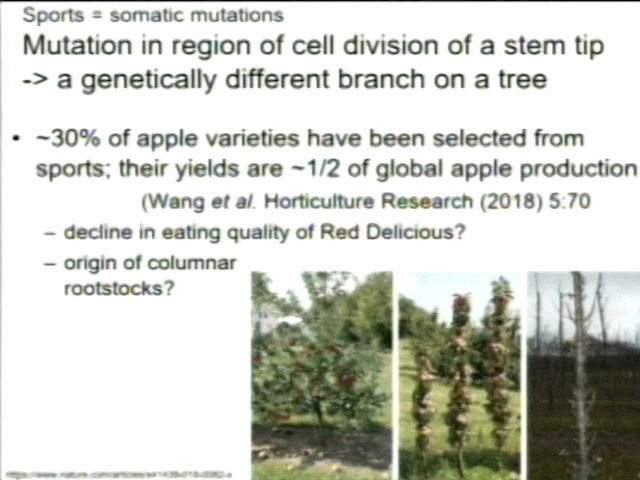 Sports = somatic mutations
Mutation in region of cell division of a stem tip
-> a genetically different branch on a tree
• ~30% of apple varieties have been selected from
sports; their yields are ~1/2 of global apple production
(Wang et al. Horticulture Research (2018) 5:70
– decline in eating quality of Red Delicious?
– origin of columnar
rootstocks?